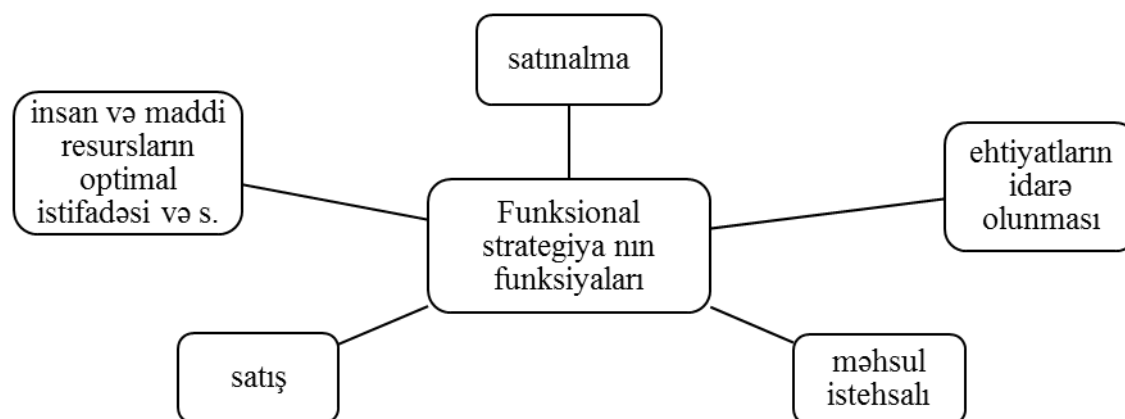 satınalma
insan və maddi
resursların
optimal
istifadəsi və s.
ehtiyatların
idarə
olunması
Funksional
strategiya nın
funksiyaları
satış
məhsul
istehsalı